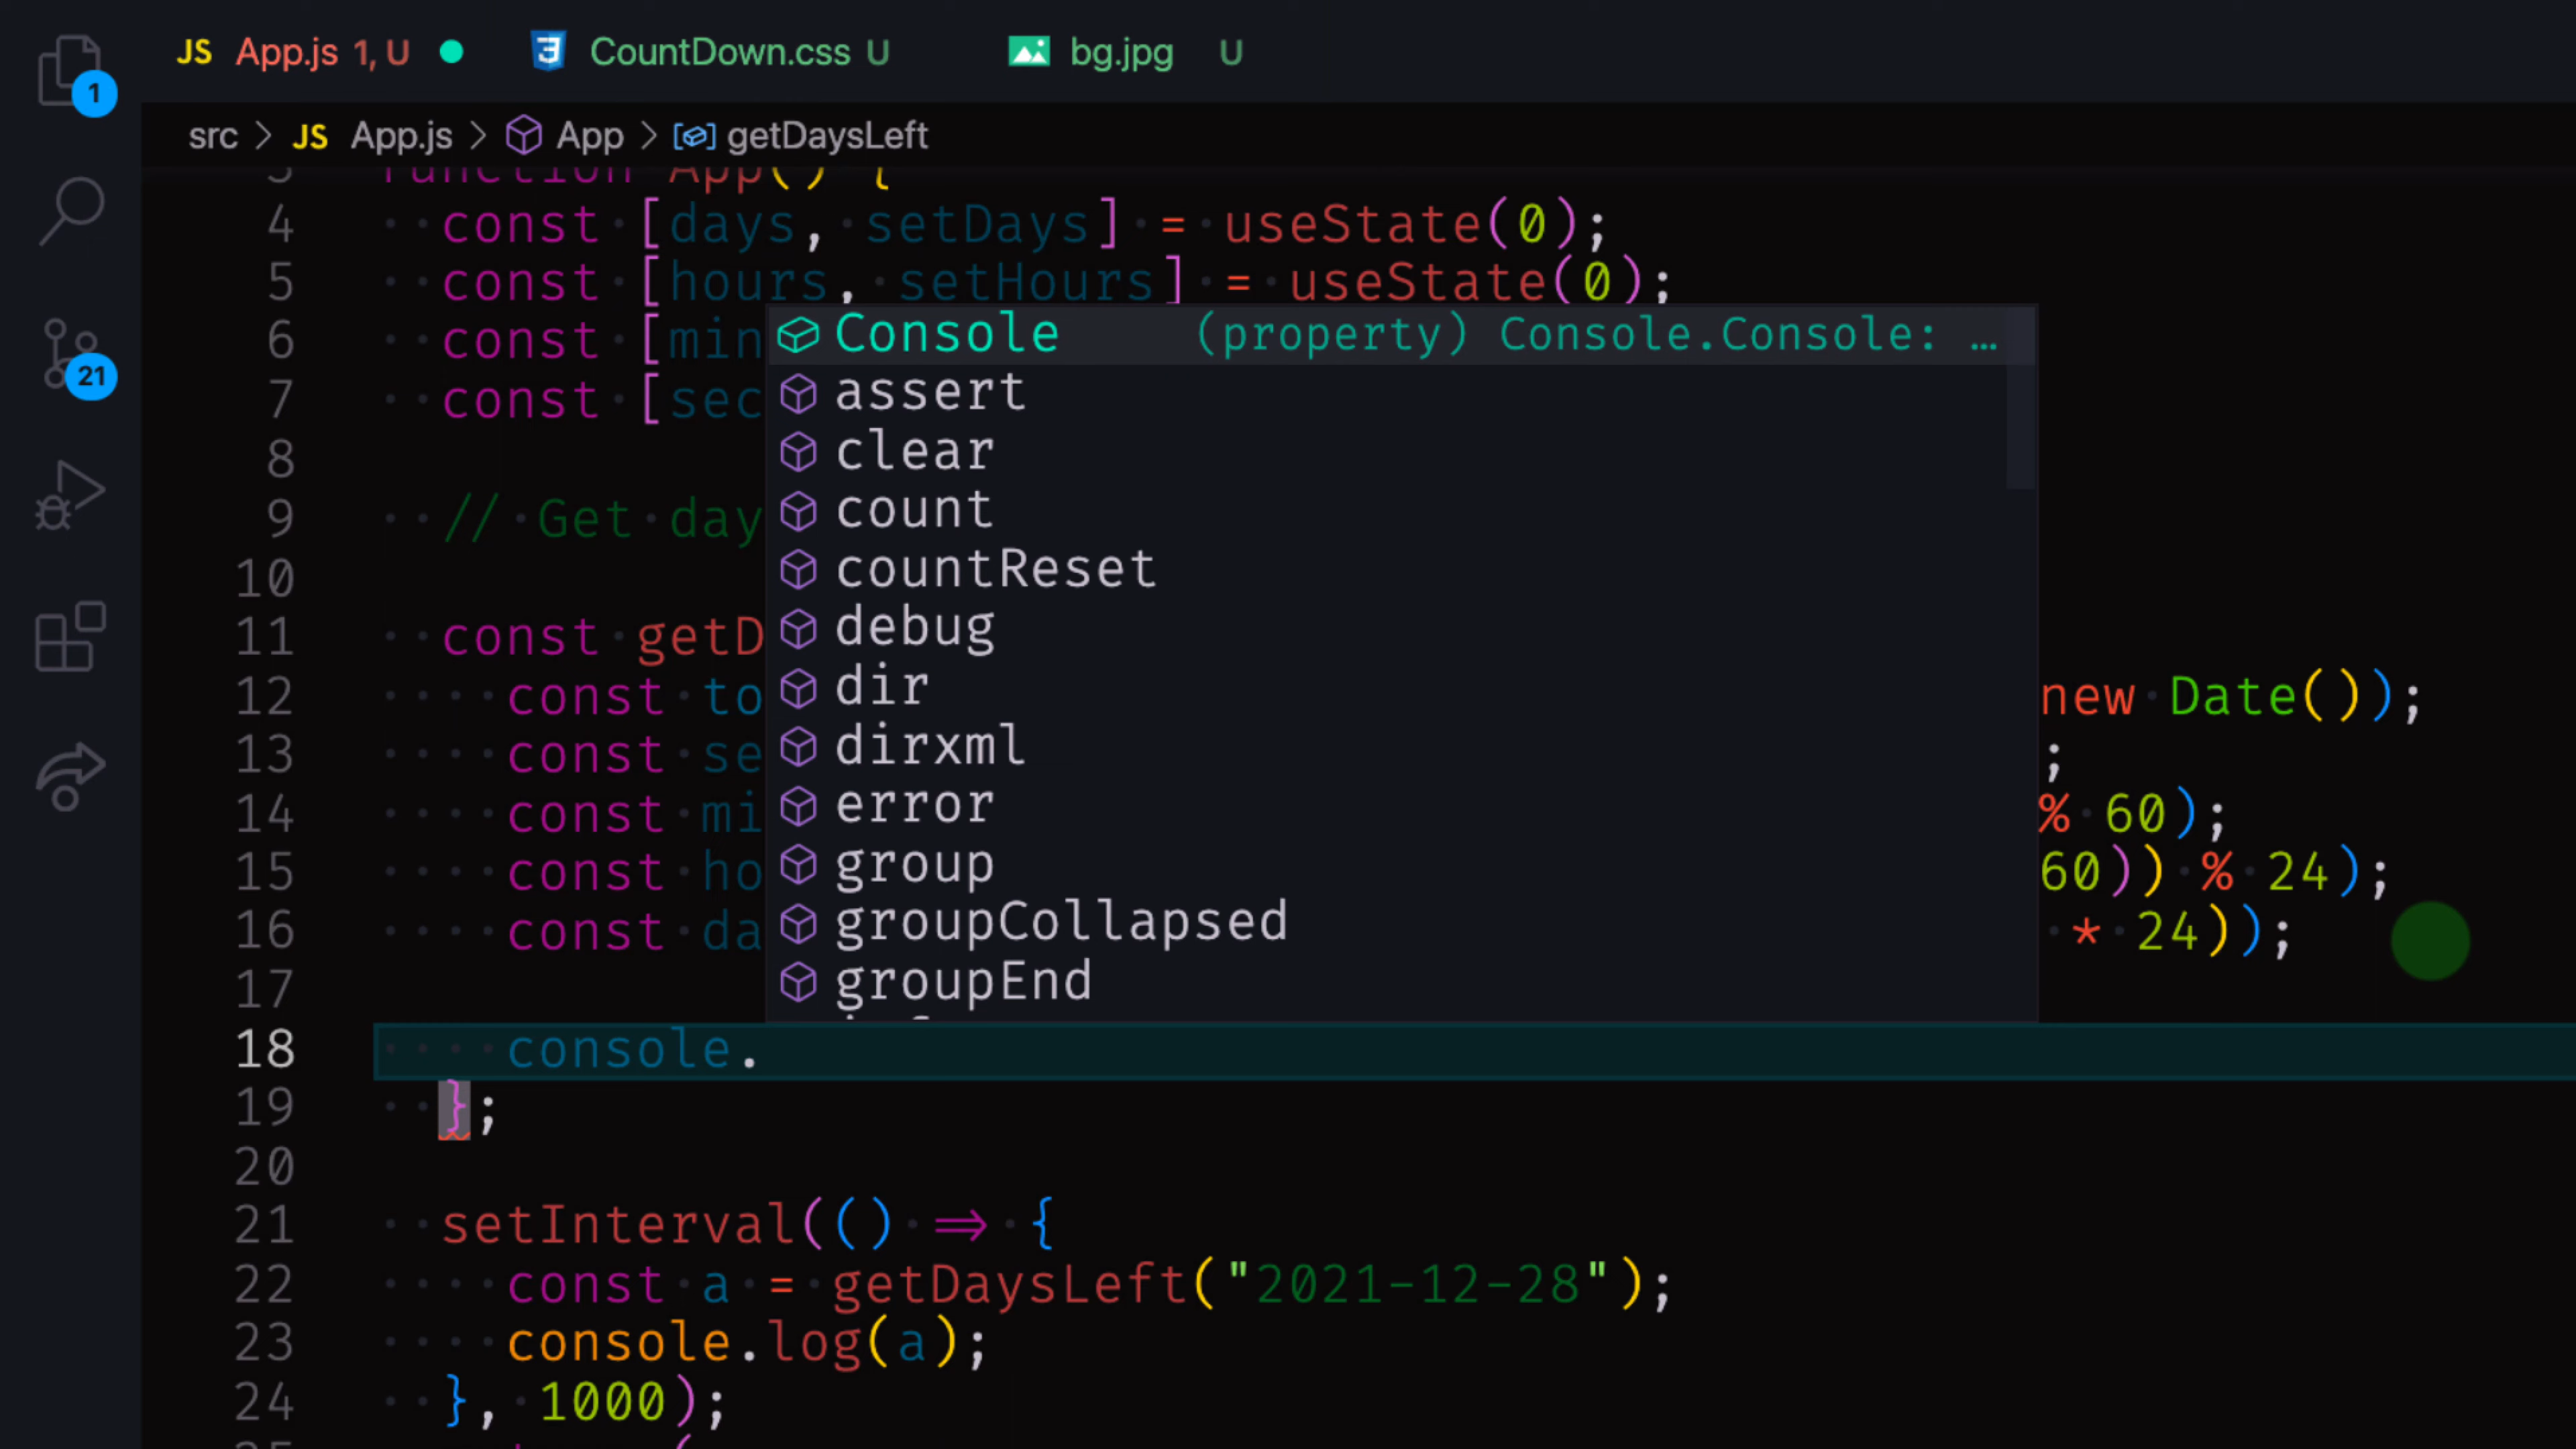 JS App.js 1, U CountDown.css U bg.jpg U
1
src > JS App.js > App > getDaysLeft
3 function App() {
4 const [days, setDays] = useState(0);
5 const [hours, setHours] = useState(0);
6 const [min
7 const [sec
8
9 // Get day
10
11 const getD
12 const to new Date());
13 const se ;
14 const mi % 60);
15 const ho 60)) % 24);
16 const da * 24));
17
Console (property) Console.Console: …
assert
clear
count
countReset
debug
dir
dirxml
error
group
groupCollapsed
groupEnd
21
18 console.
19 };
20
21 setInterval(() => {
22 const a = getDaysLeft("2021-12-28");
23 console.log(a);
24 }, 1000);